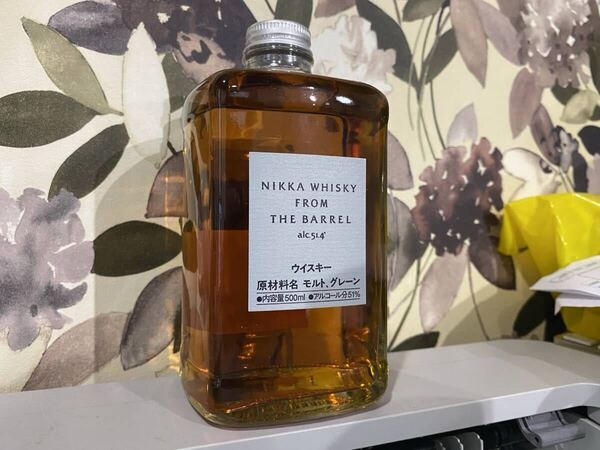 NIKKA WHISKY
FROM
THE BARREL
alc.51.4°
ウイスキー
原材料名 モルト、グレーン
●内容量500ml ●アルコール分51%